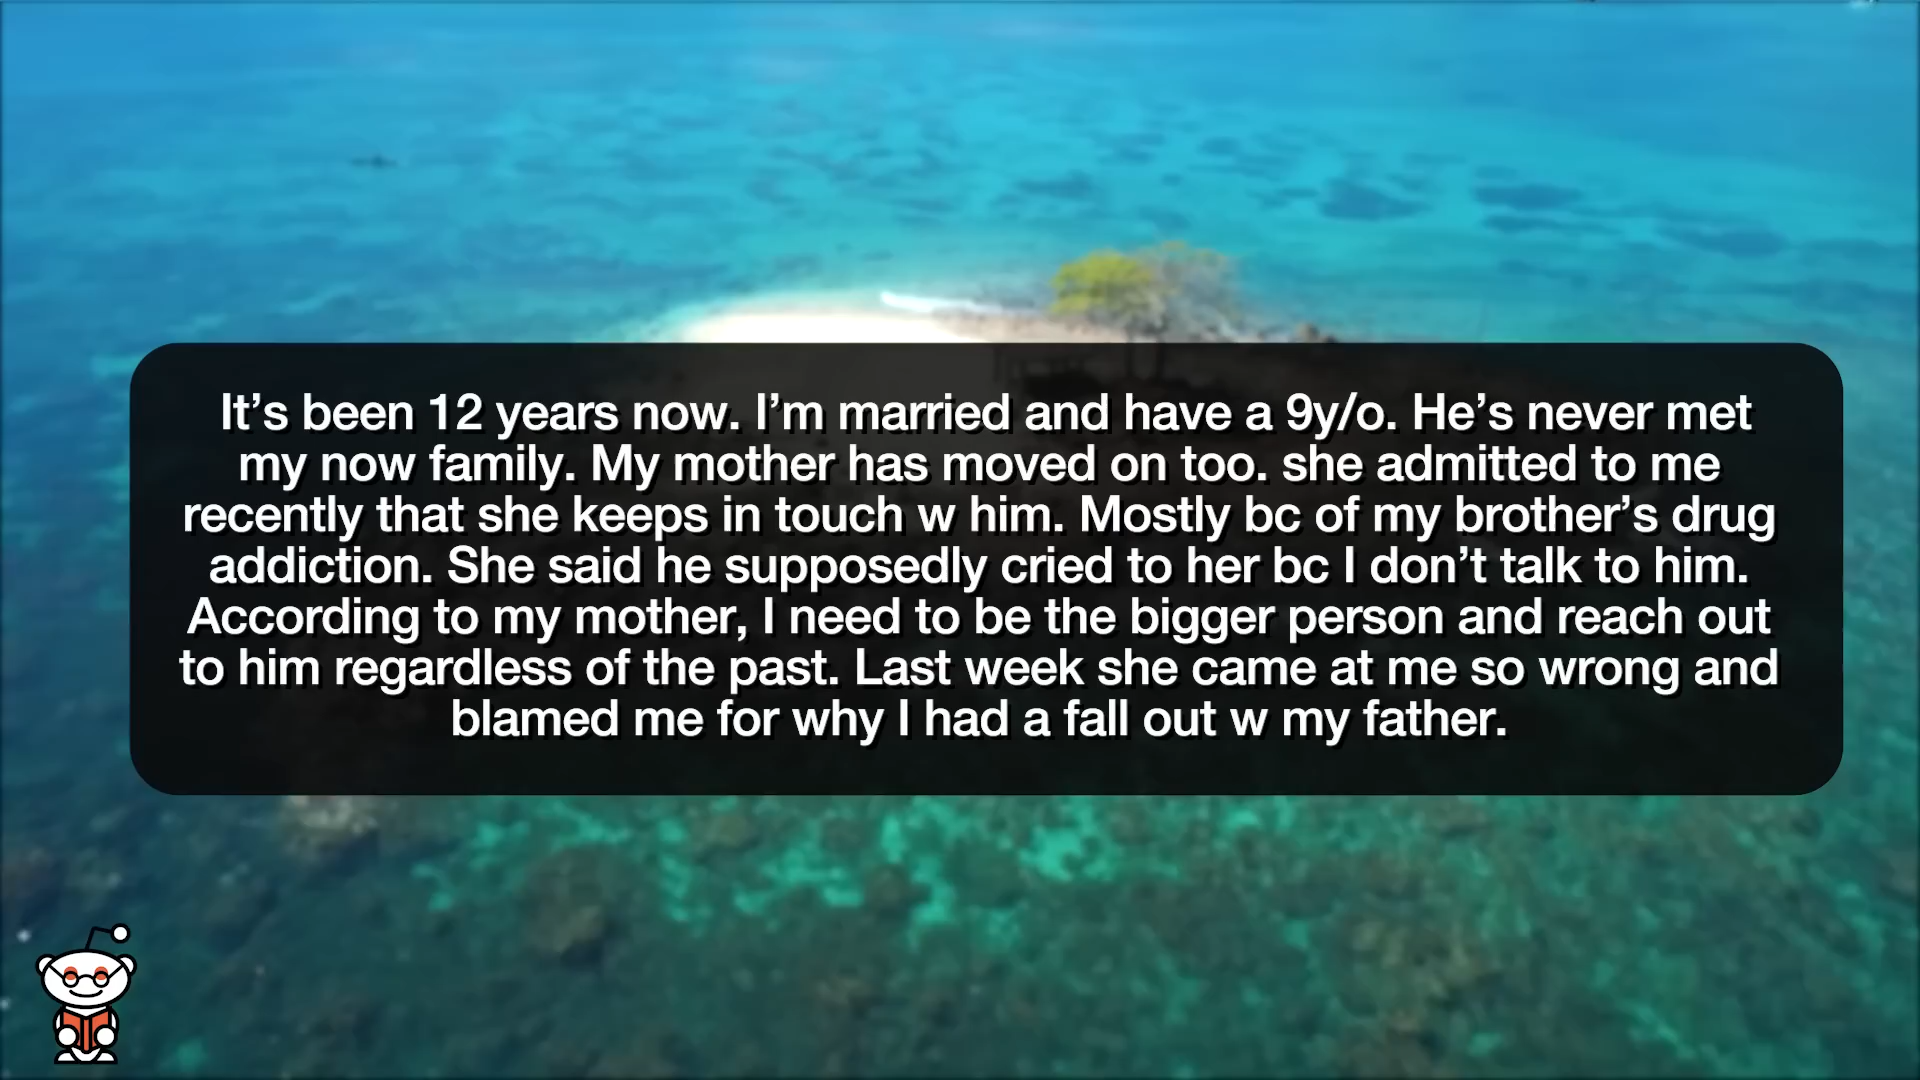 It’s been 12 years now. I’m married and have a 9y/o. He’s never met
my now family. My mother has moved on too. she admitted to me
recently that she keeps in touch w him. Mostly bc of my brother’s drug
addiction. She said he supposedly cried to her bc I don’t talk to him.
According to my mother, I need to be the bigger person and reach out
to him regardless of the past. Last week she came at me so wrong and
blamed me for why I had a fall out w my father.